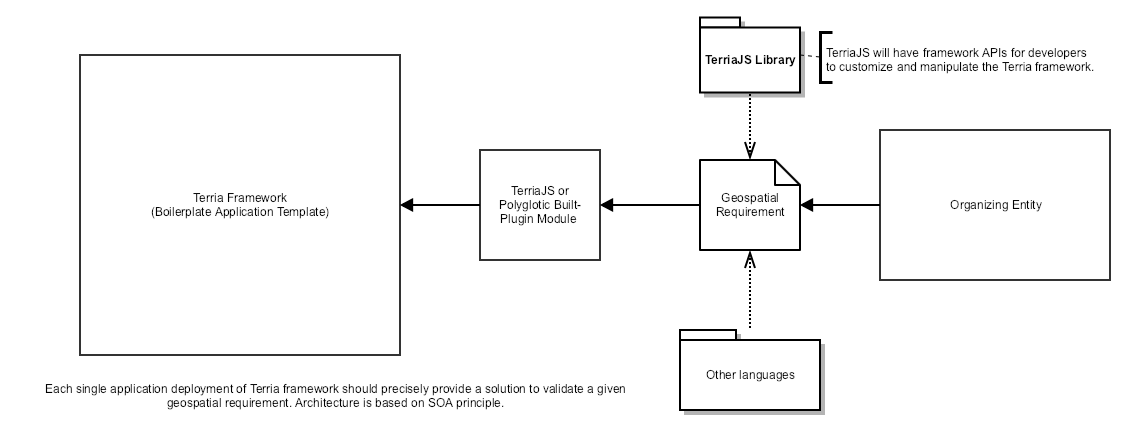 TerriaJS Library
TerriaJS will have framework APIs for developers
to customize and manipulate the Terria framework.
Terria Framework
(Boilerplate Application Template)
TerriaJS or
Polyglotic Built-
Plugin Module
Geospatial
Requirement
Organizing Entity
Other languages
Each single application deployment of Terria framework should precisely provide a solution to validate a given
geospatial requirement. Architecture is based on SOA principle.